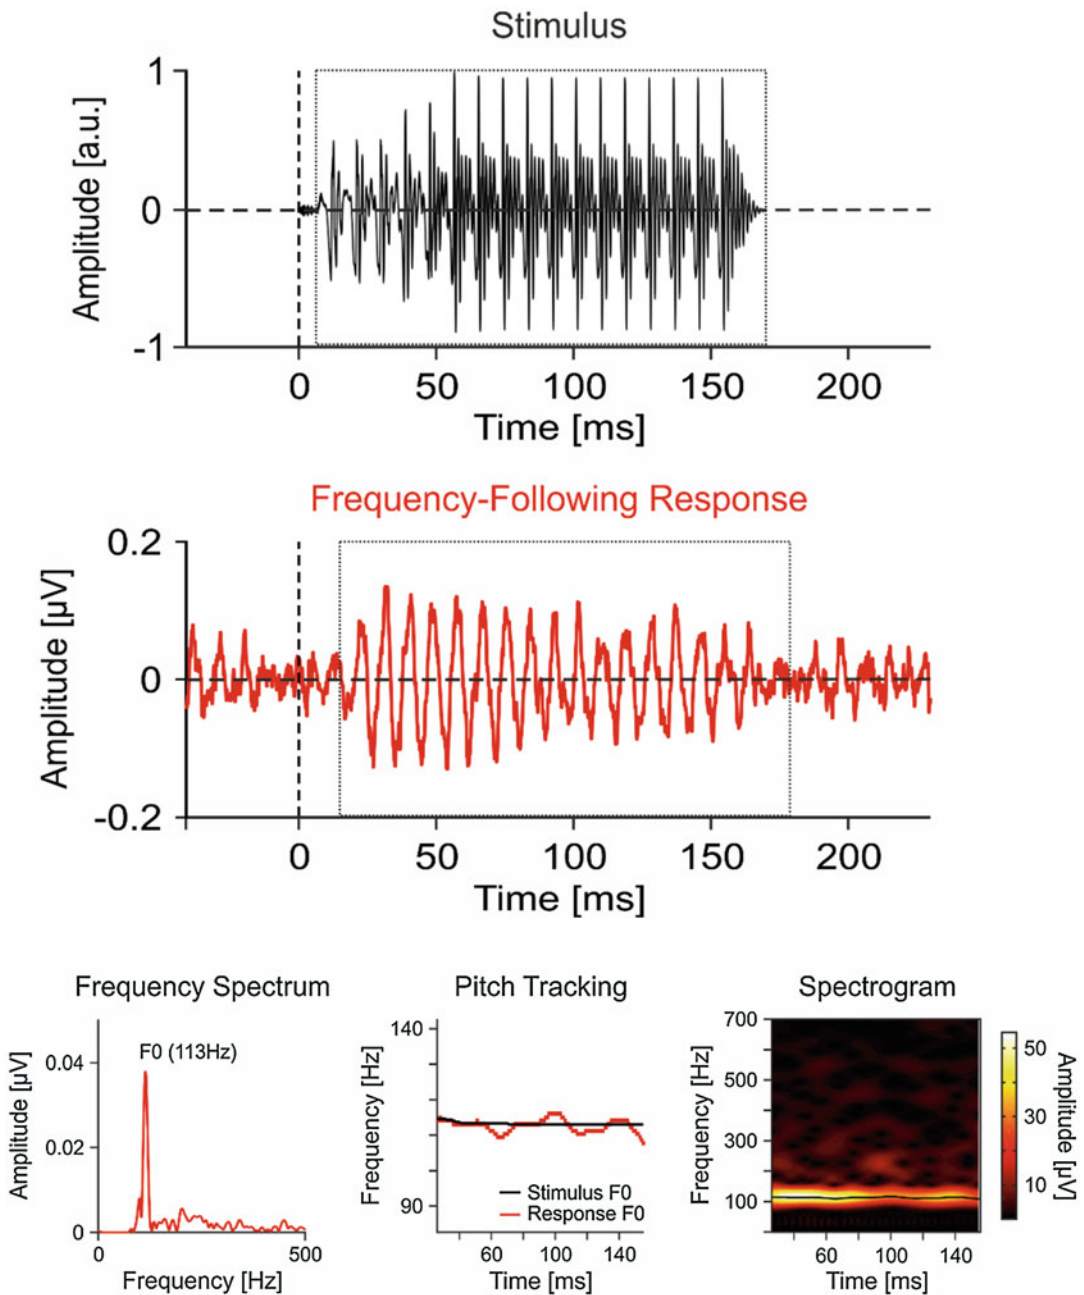 Stimulus
Amplitude [a.u.]
1
0
-1
0 50 100 150 200
Time [ms]
Frequency-Following Response
Amplitude [µV]
0.2
0
-0.2
0 50 100 150 200
Time [ms]
Frequency Spectrum
Amplitude [µV]
0.04
0.02
0
F0 (113Hz)
0 500
Frequency [Hz]
Pitch Tracking
Frequency [Hz]
140
90
Stimulus F0
Response F0
60 100 140
Time [ms]
Spectrogram
Frequency [Hz]
700
500
300
100
60 100 140
Time [ms]
50
30
10
Amplitude [µV]